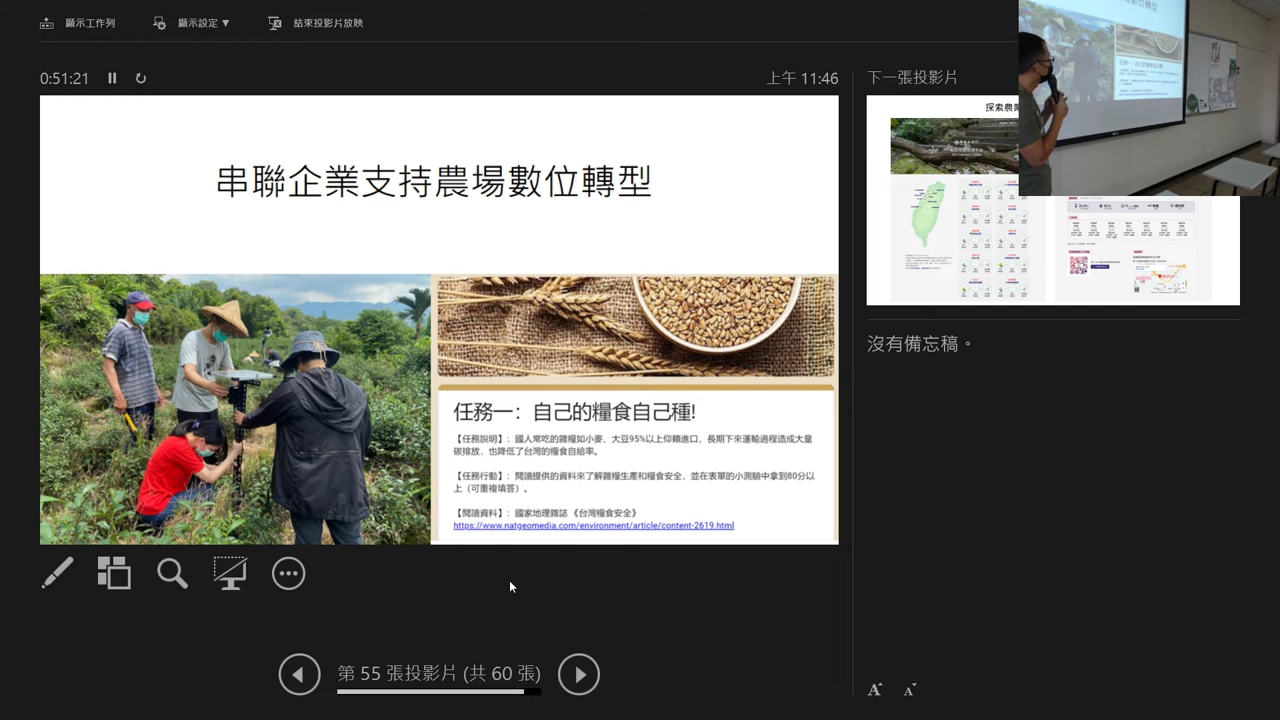 顯示工作列
顯示設定 ▼
結束投影片放映
0:51:21
上午 11:46
下一張投影片
串聯企業支持農場數位轉型
任務一：自己的糧食自己種!
【任務說明】：國人常吃的雜糧如小麥、大豆95%以上仰賴進口，長期下來運輸過程造成大量
碳排放，也降低了台灣的糧食自給率。
【任務行動】：閱讀提供的資料來了解雜糧生產和糧食安全，並在表單的小測驗中拿到80分以
上（可重複填答）。
【閱讀資料】：國家地理雜誌 《台灣糧食安全》
https://www.natgeomedia.com/environment/article/content-2619.html
探索農
沒有備忘稿。
第 55 張投影片 (共 60 張)
A A